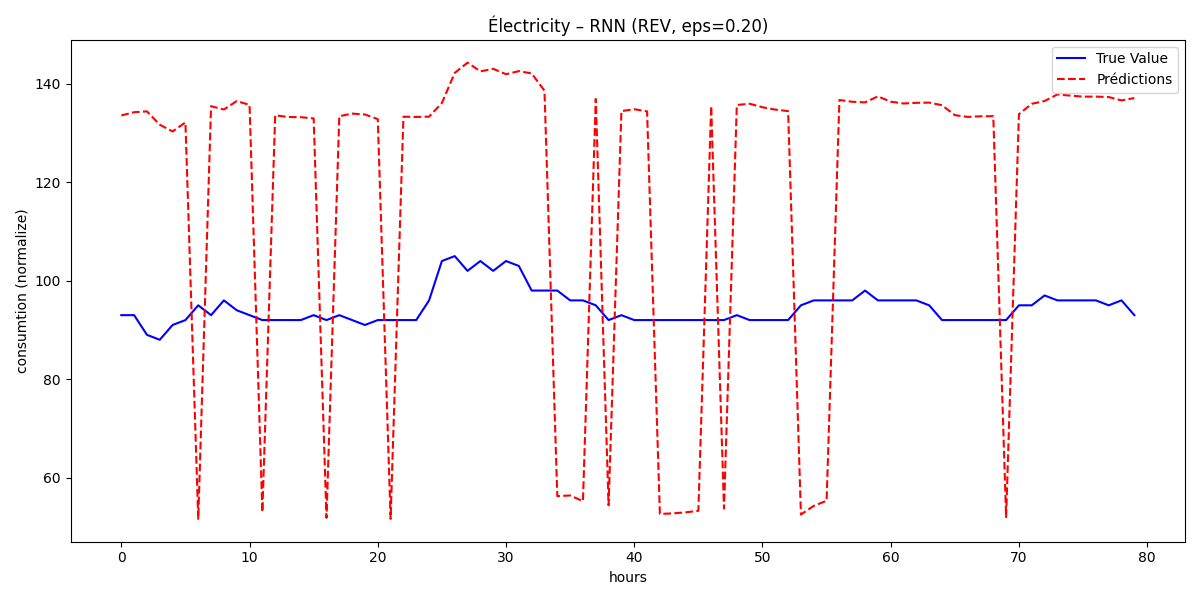 Électricity – RNN (REV, eps=0.20)
True Value
Prédictions
consumtion (normalize)
140
120
100
80
60
0 10 20 30 40 50 60 70 80
hours